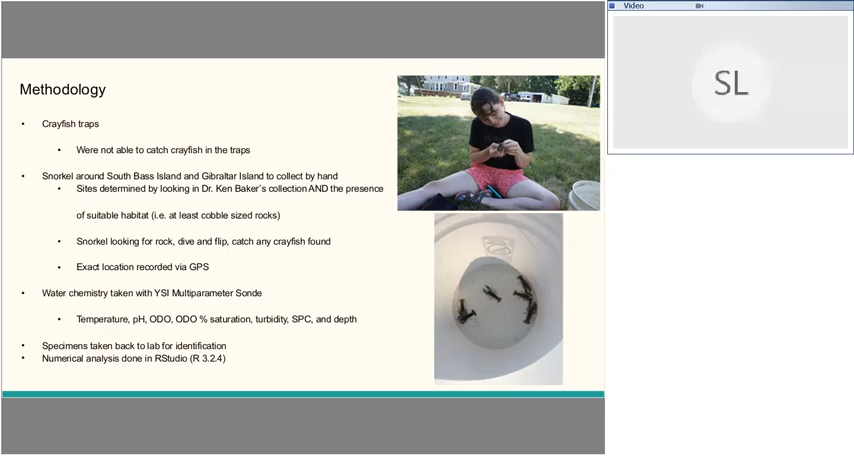 Video
SL
Methodology
• Crayfish traps
• Were not able to catch crayfish in the traps
• Snorkel around South Bass Island and Gibraltar Island to collect by hand
• Sites determined by looking in Dr. Ken Baker's collection AND the presence
of suitable habitat (i.e. at least cobble sized rocks)
• Snorkel looking for rock, dive and flip, catch any crayfish found
• Exact location recorded via GPS
• Water chemistry taken with YSI Multiparameter Sonde
• Temperature, pH, ODO, ODO % saturation, turbidity, SPC, and depth
• Specimens taken back to lab for identification
• Numerical analysis done in RStudio (R 3.2.4)